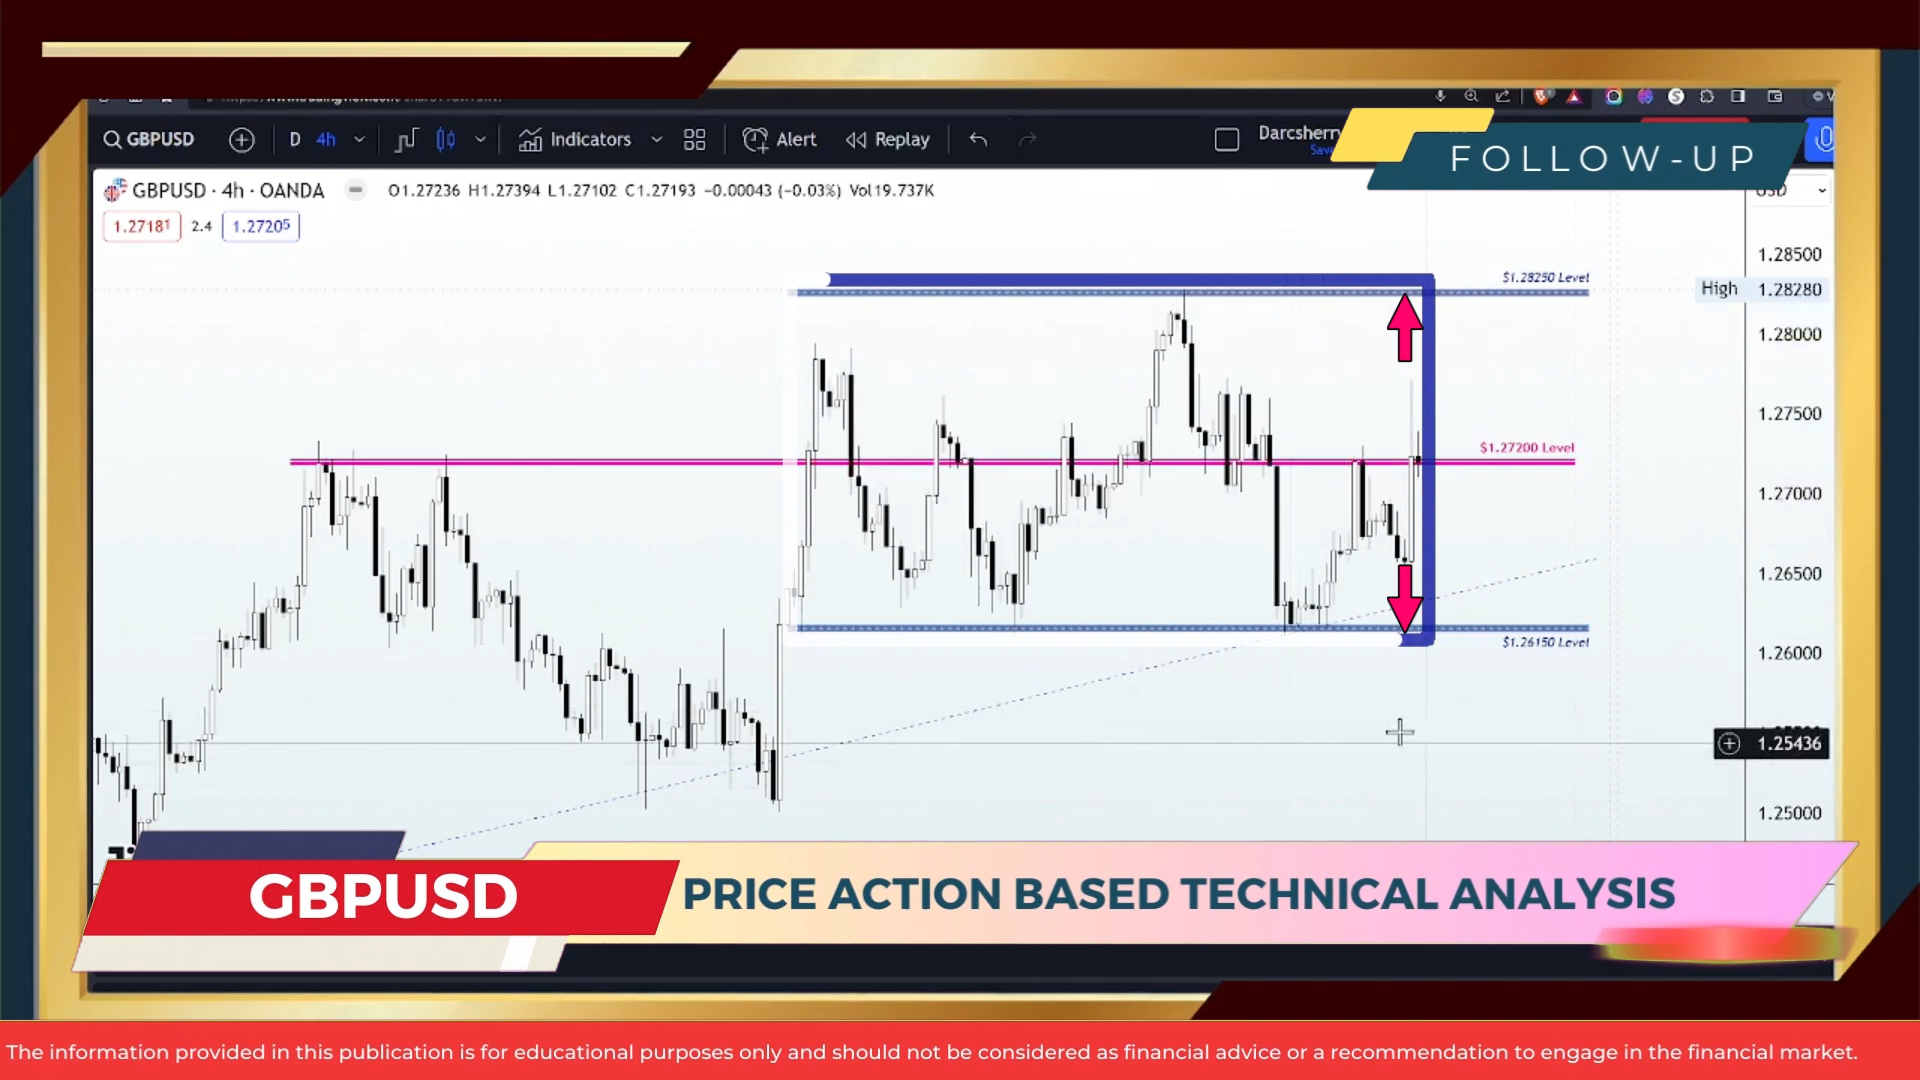 FOLLOW-UP
GBPUSD
D 4h
Indicators
Alert
Replay
Darcsherry
Save
GBPUSD · 4h · OANDA
O1.27236 H1.27394 L1.27102 C1.27193 −0.00043 (−0.03%) Vol19.737K
USD
1.27181 2.4 1.27205
1.28500
$1.28250 Level
High 1.28280
1.28000
1.27500
$1.27200 Level
1.27000
1.26500
$1.26150 Level
1.26000
1.25436
1.25000
GBPUSD
PRICE ACTION BASED TECHNICAL ANALYSIS
The information provided in this publication is for educational purposes only and should not be considered as financial advice or a recommendation to engage in the financial market.